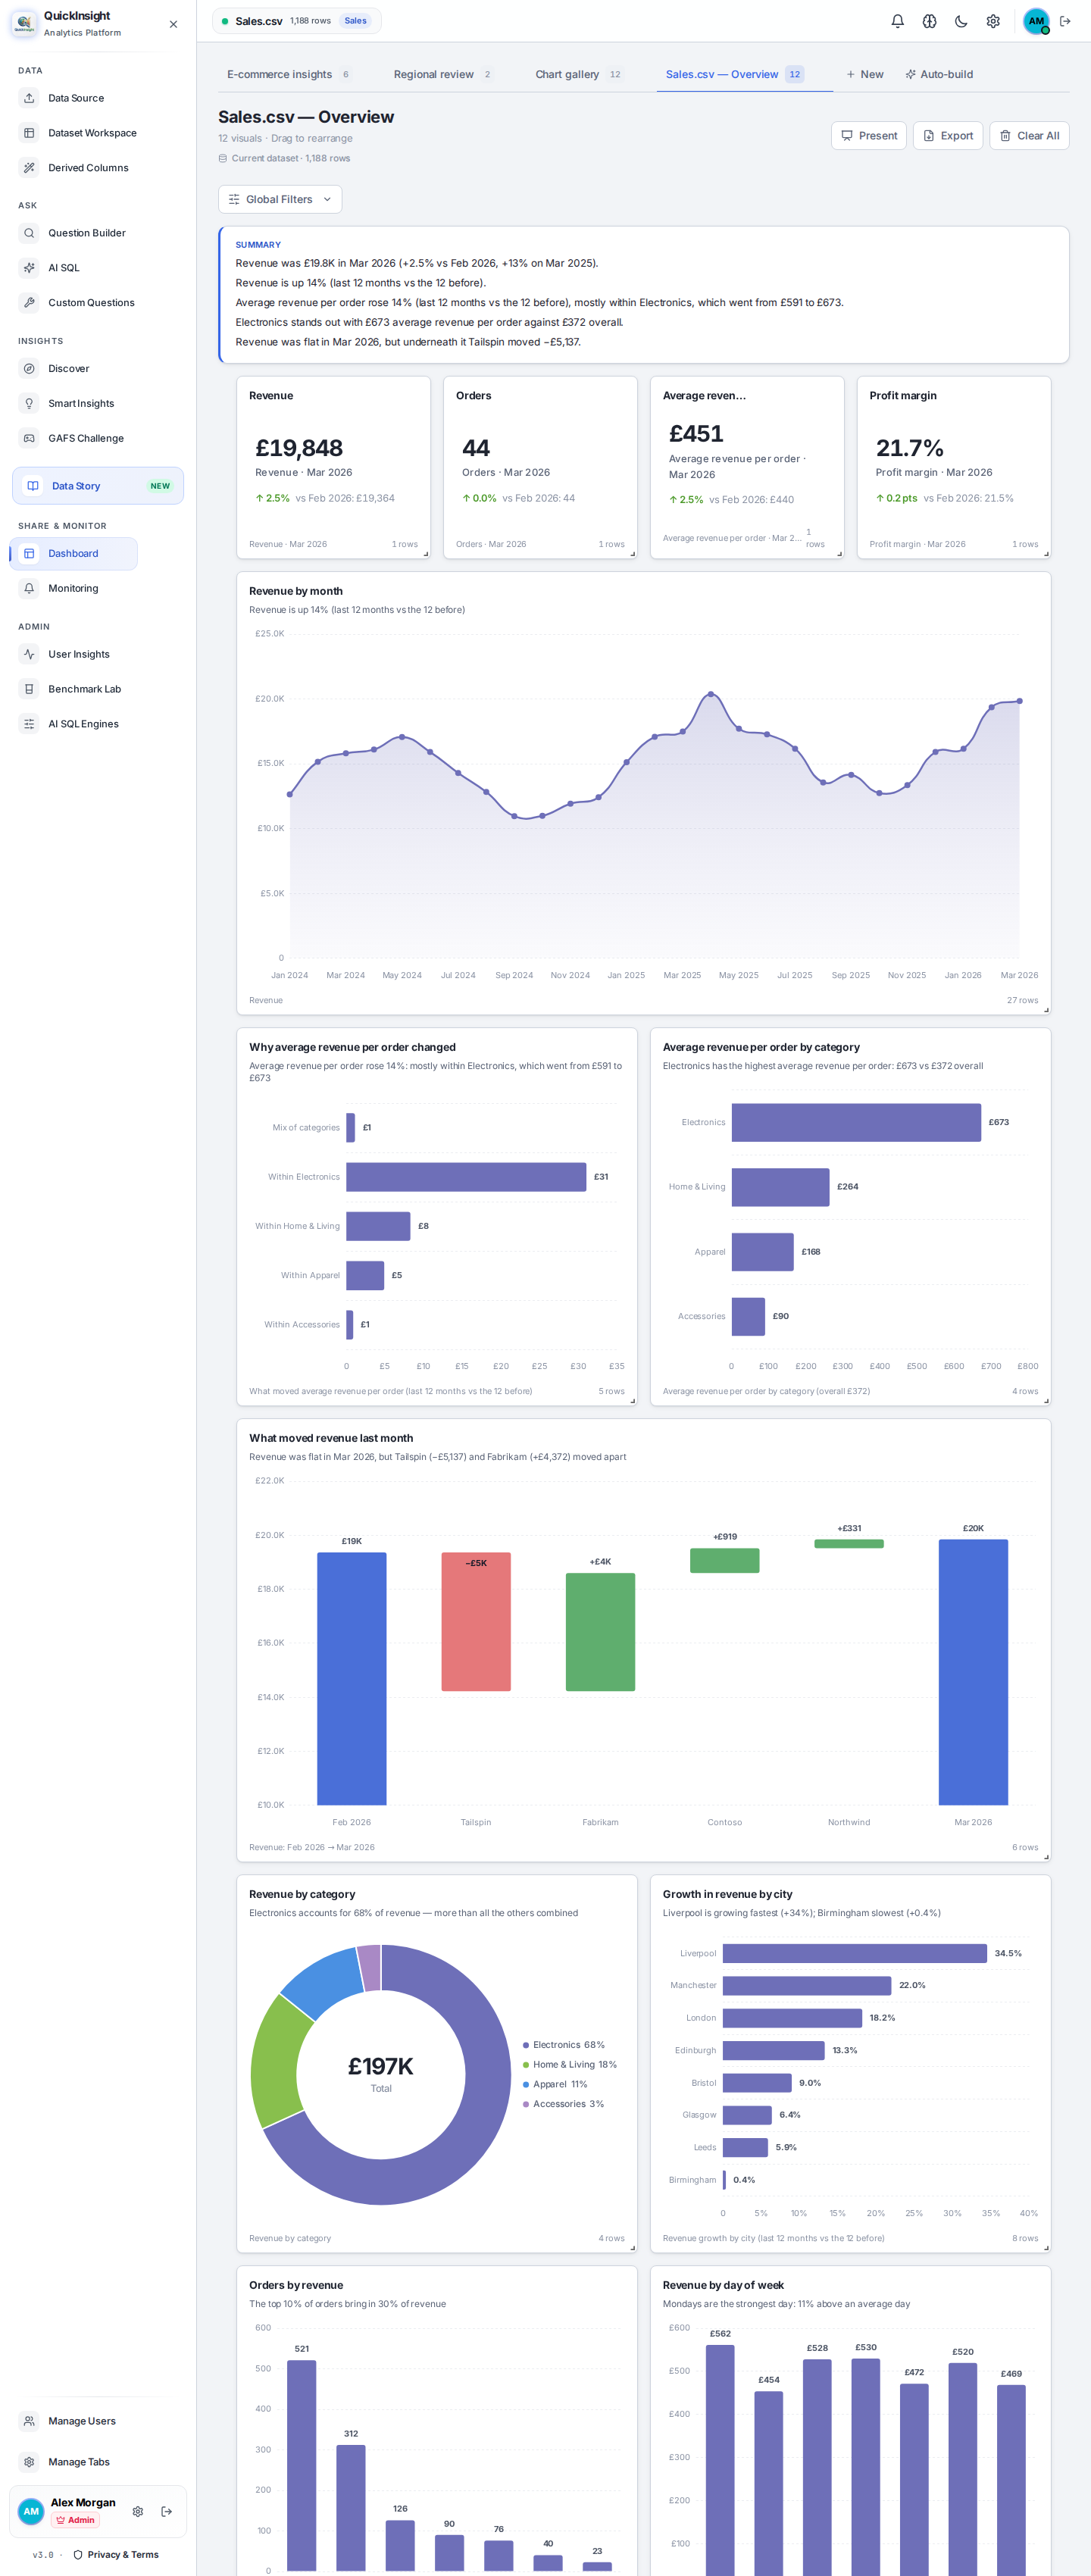 QuickInsight
Analytics Platform
DATA
Data Source
Dataset Workspace
Derived Columns
ASK
Question Builder
AI SQL
Custom Questions
INSIGHTS
Discover
Smart Insights
GAFS Challenge
Data Story NEW
SHARE & MONITOR
Dashboard
Monitoring
ADMIN
User Insights
Benchmark Lab
AI SQL Engines
Manage Users
Manage Tabs
AM Alex Morgan
Admin
v3.0 · Privacy & Terms
Sales.csv 1,188 rows Sales
AM
E-commerce insights 6 Regional review 2 Chart gallery 12 Sales.csv — Overview 12 New Auto-build
Sales.csv — Overview
12 visuals · Drag to rearrange
Current dataset · 1,188 rows
Present Export Clear All
Global Filters
SUMMARY
Revenue was £19.8K in Mar 2026 (+2.5% vs Feb 2026, +13% on Mar 2025).
Revenue is up 14% (last 12 months vs the 12 before).
Average revenue per order rose 14% (last 12 months vs the 12 before), mostly within Electronics, which went from £591 to £673.
Electronics stands out with £673 average revenue per order against £372 overall.
Revenue was flat in Mar 2026, but underneath it Tailspin moved −£5,137.
Revenue
£19,848
Revenue · Mar 2026
↑ 2.5% vs Feb 2026: £19,364
Revenue · Mar 2026 1 rows
Orders
44
Orders · Mar 2026
↑ 0.0% vs Feb 2026: 44
Orders · Mar 2026 1 rows
Average reven…
£451
Average revenue per order ·
Mar 2026
↑ 2.5% vs Feb 2026: £440
Average revenue per order · Mar 2… 1
rows
Profit margin
21.7%
Profit margin · Mar 2026
↑ 0.2 pts vs Feb 2026: 21.5%
Profit margin · Mar 2026 1 rows
Revenue by month
Revenue is up 14% (last 12 months vs the 12 before)
£25.0K
£20.0K
£15.0K
£10.0K
£5.0K
0
Jan 2024 Mar 2024 May 2024 Jul 2024 Sep 2024 Nov 2024 Jan 2025 Mar 2025 May 2025 Jul 2025 Sep 2025 Nov 2025 Jan 2026 Mar 2026
Revenue 27 rows
Why average revenue per order changed
Average revenue per order rose 14%: mostly within Electronics, which went from £591 to
£673
Mix of categories £1
Within Electronics £31
Within Home & Living £8
Within Apparel £5
Within Accessories £1
0 £5 £10 £15 £20 £25 £30 £35
What moved average revenue per order (last 12 months vs the 12 before) 5 rows
Average revenue per order by category
Electronics has the highest average revenue per order: £673 vs £372 overall
Electronics £673
Home & Living £264
Apparel £168
Accessories £90
0 £100 £200 £300 £400 £500 £600 £700 £800
Average revenue per order by category (overall £372) 4 rows
What moved revenue last month
Revenue was flat in Mar 2026, but Tailspin (−£5,137) and Fabrikam (+£4,372) moved apart
£22.0K
£20.0K
£18.0K
£16.0K
£14.0K
£12.0K
£10.0K
£19K −£5K +£4K +£919 +£331 £20K
Feb 2026 Tailspin Fabrikam Contoso Northwind Mar 2026
Revenue: Feb 2026 → Mar 2026 6 rows
Revenue by category
Electronics accounts for 68% of revenue — more than all the others combined
£197K
Total
Electronics 68%
Home & Living 18%
Apparel 11%
Accessories 3%
Revenue by category 4 rows
Growth in revenue by city
Liverpool is growing fastest (+34%); Birmingham slowest (+0.4%)
Liverpool 34.5%
Manchester 22.0%
London 18.2%
Edinburgh 13.3%
Bristol 9.0%
Glasgow 6.4%
Leeds 5.9%
Birmingham 0.4%
0 5% 10% 15% 20% 25% 30% 35% 40%
Revenue growth by city (last 12 months vs the 12 before) 8 rows
Orders by revenue
The top 10% of orders bring in 30% of revenue
600
500
400
300
200
100
0
521 312 126 90 76 40 23
Revenue by day of week
Mondays are the strongest day: 11% above an average day
£600
£500
£400
£300
£200
£100
£562 £454 £528 £530 £472 £520 £469